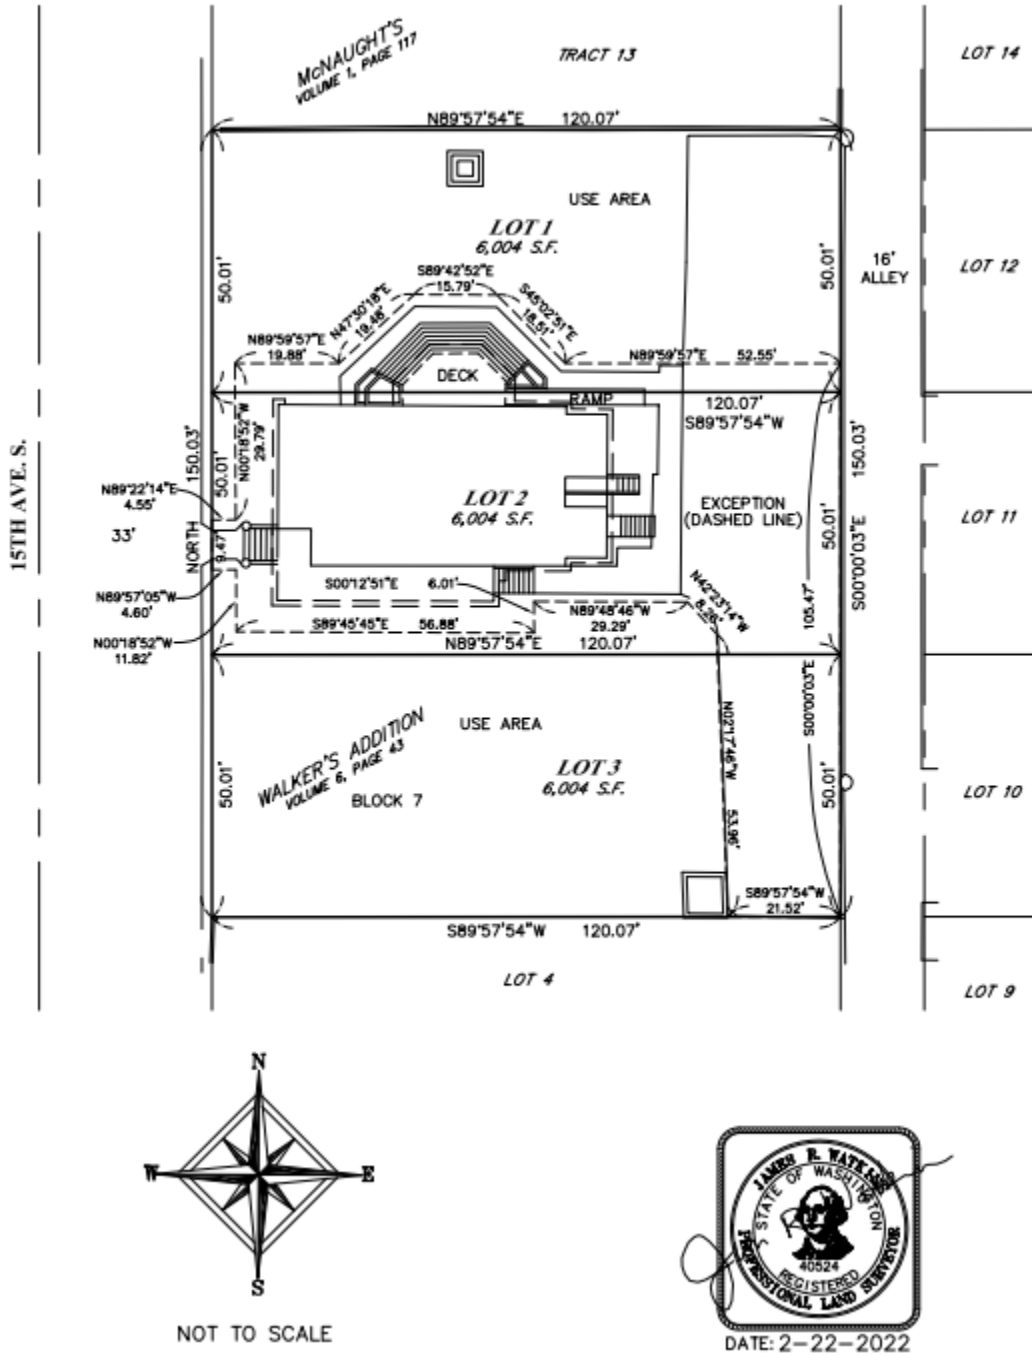 McNAUGHT'S
VOLUME 1, PAGE 117
TRACT 13
LOT 14
N89°57'54"E 120.07'
USE AREA
LOT 1
6,004 S.F.
50.01'
50.01'
16'
ALLEY
LOT 12
S89°42'52"E
15.79'
N47°30'18"E
19.48'
S45°02'51"E
18.51'
N89°59'57"E
19.88'
N89°59'57"E 52.55'
DECK
RAMP
120.07'
S89°57'54"W
15TH AVE. S.
33'
NORTH 150.03'
50.01'
N00°18'52"W
29.79'
N89°22'14"E
4.55'
9.47'
N89°57'05"W
4.60'
N00°18'52"W
11.82'
LOT 2
6,004 S.F.
EXCEPTION
(DASHED LINE)
50.01'
S00°00'03"E 150.03'
LOT 11
S00°12'51"E 6.01'
N89°48'46"W
29.29'
N42°23'14"W
8.26'
S00°00'03"E 105.47'
S89°45'45"E 56.88'
N89°57'54"E 120.07'
USE AREA
WALKER'S ADDITION
VOLUME 6, PAGE 43
BLOCK 7
LOT 3
6,004 S.F.
50.01'
N02°17'46"W 53.96'
50.01'
LOT 10
S89°57'54"W
21.52'
S89°57'54"W 120.07'
LOT 4
LOT 9
N
W
E
S
NOT TO SCALE
JAMES R. WATKINS
STATE OF WASHINGTON
40524
REGISTERED
PROFESSIONAL LAND SURVEYOR
DATE: 2-22-2022